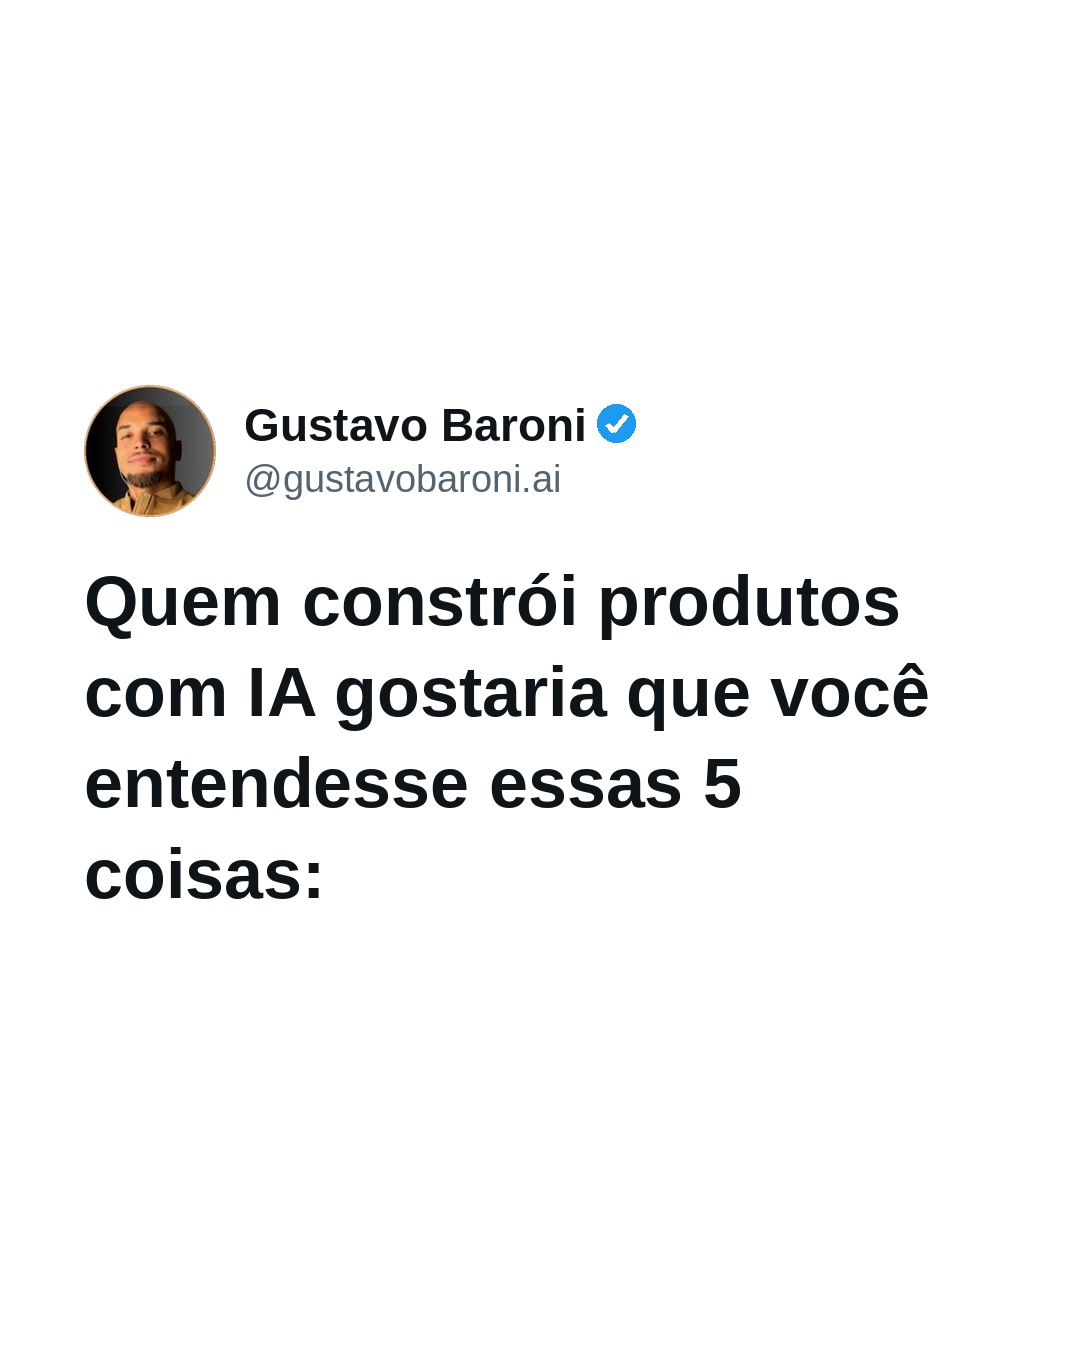 Gustavo Baroni
@gustavobaroni.ai
Quem constrói produtos
com IA gostaria que você
entendesse essas 5
coisas: